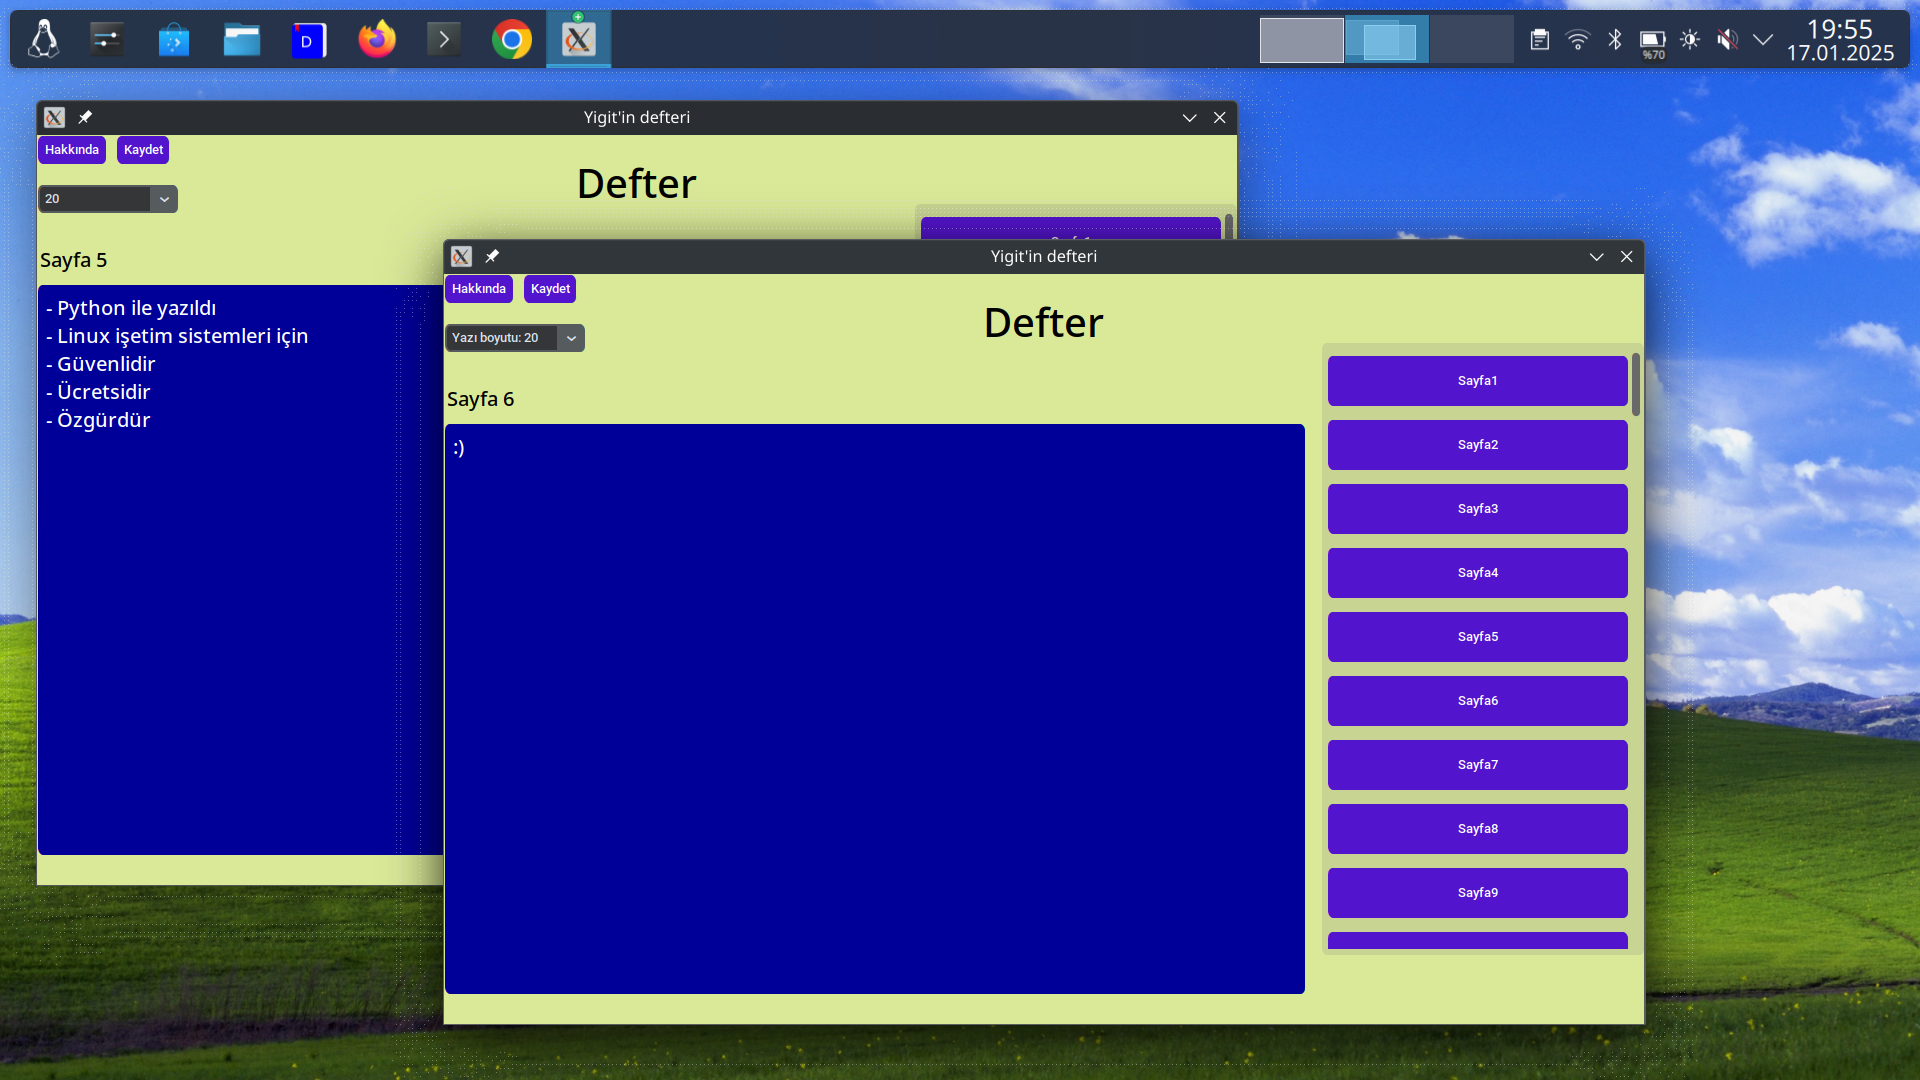 D
%70
19:55
17.01.2025
Yigit'in defteri
Hakkında Kaydet
Defter
20
Sayfa 5
- Python ile yazıldı
- Linux işetim sistemleri için
- Güvenlidir
- Ücretsidir
- Özgürdür
Yigit'in defteri
Hakkında Kaydet
Defter
Yazı boyutu: 20
Sayfa 6
:)
Sayfa1
Sayfa2
Sayfa3
Sayfa4
Sayfa5
Sayfa6
Sayfa7
Sayfa8
Sayfa9